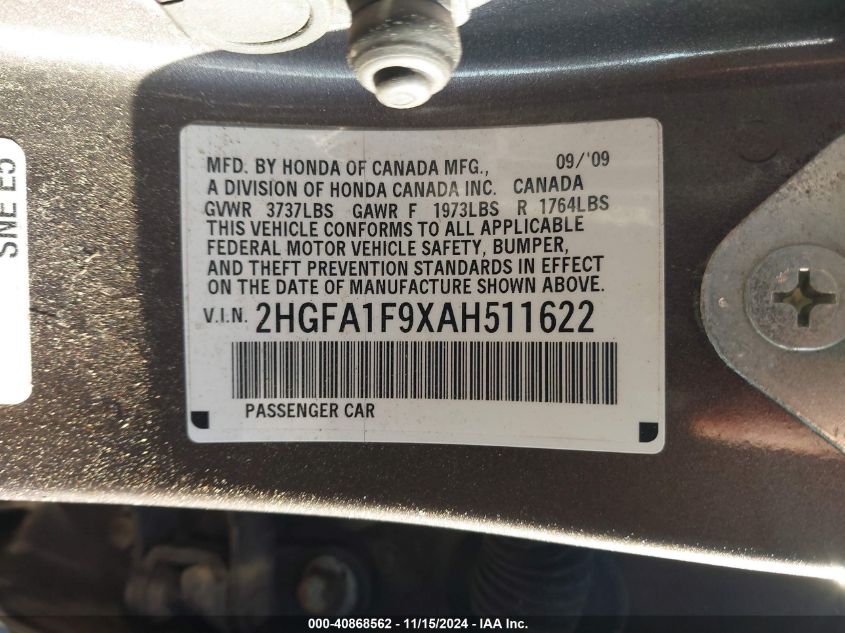 MFD. BY HONDA OF CANADA MFG., 09/'09
A DIVISION OF HONDA CANADA INC. CANADA
GVWR 3737LBS GAWR F 1973LBS R 1764LBS
THIS VEHICLE CONFORMS TO ALL APPLICABLE
FEDERAL MOTOR VEHICLE SAFETY, BUMPER,
AND THEFT PREVENTION STANDARDS IN EFFECT
ON THE DATE OF MANUFACTURE SHOWN ABOVE.
V.I.N. 2HGFA1F9XAH511622
PASSENGER CAR
000-40868562 - 11/15/2024 - IAA Inc.